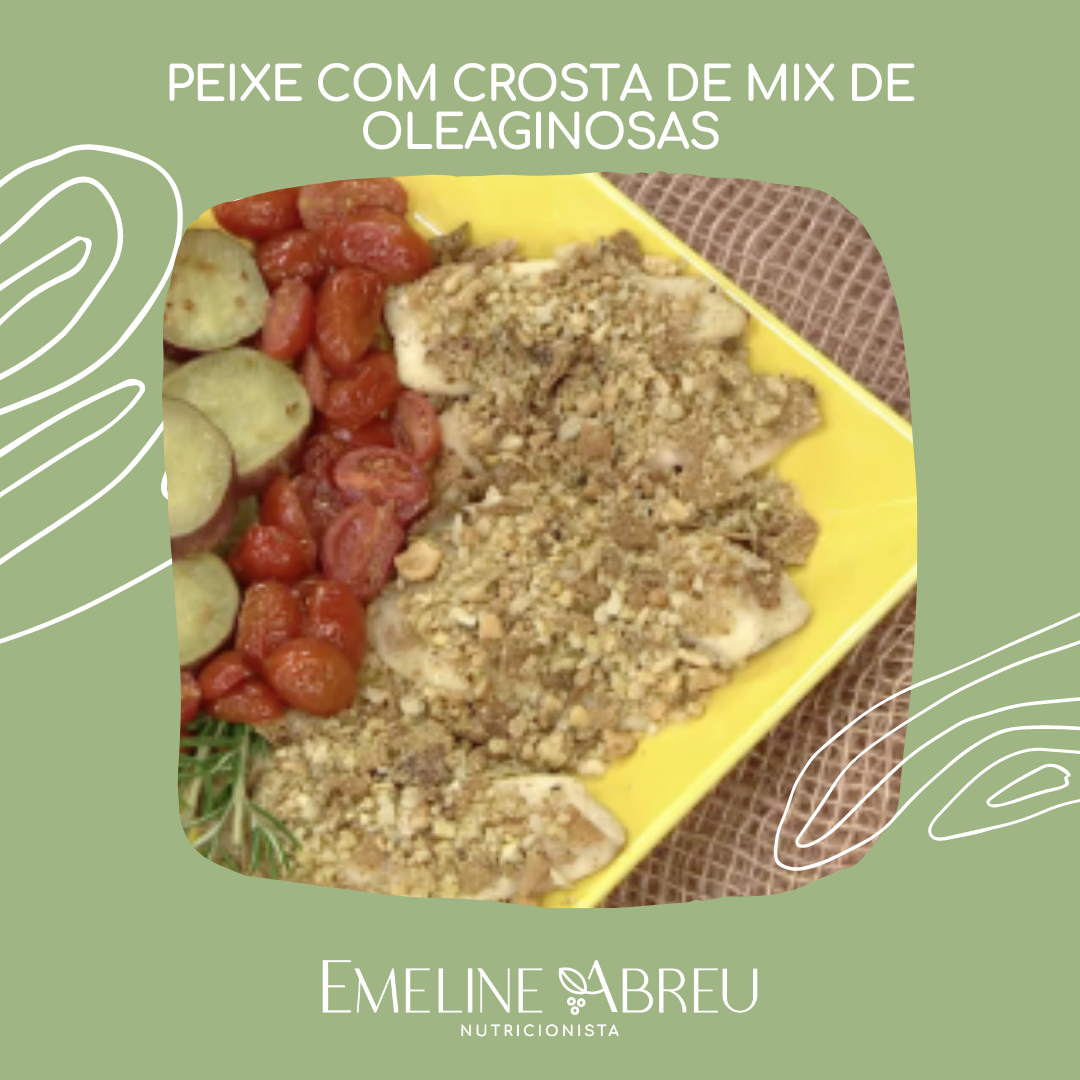 PEIXE COM CROSTA DE MIX DE
OLEAGINOSAS
EMELINE ABREU
NUTRICIONISTA